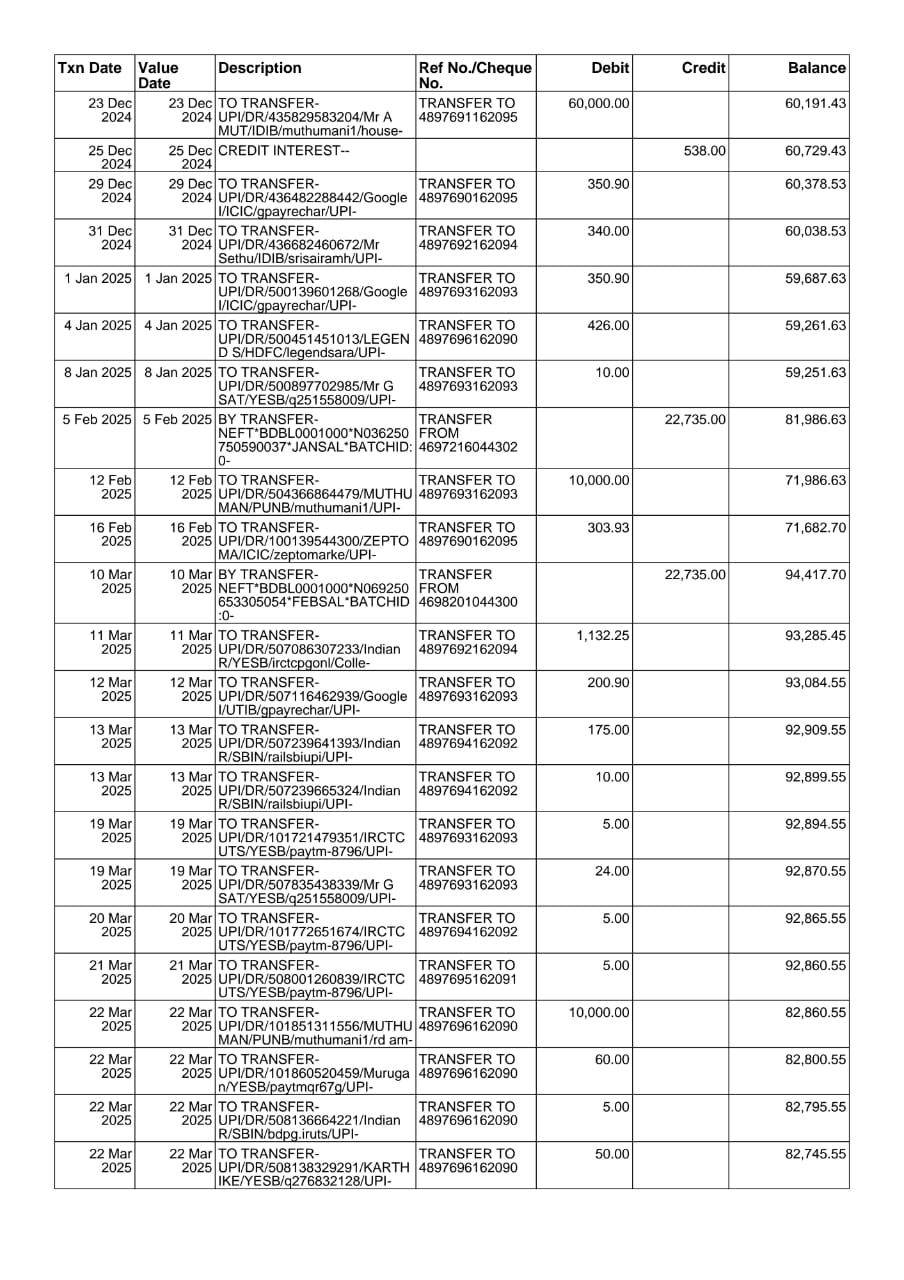 Txn Date Value Date Description Ref No./Cheque No. Debit Credit Balance
23 Dec 2024 23 Dec 2024 TO TRANSFER- UPI/DR/435829583204/Mr A MUT/IDIB/muthumani1/house- TRANSFER TO 4897691162095 60,000.00 60,191.43
25 Dec 2024 25 Dec 2024 CREDIT INTEREST-- 538.00 60,729.43
29 Dec 2024 29 Dec 2024 TO TRANSFER- UPI/DR/436482288442/Google I/ICIC/gpayrechar/UPI- TRANSFER TO 4897690162095 350.90 60,378.53
31 Dec 2024 31 Dec 2024 TO TRANSFER- UPI/DR/436682460672/Mr Sethu/IDIB/srisairamh/UPI- TRANSFER TO 4897692162094 340.00 60,038.53
1 Jan 2025 1 Jan 2025 TO TRANSFER- UPI/DR/500139601268/Google I/ICIC/gpayrechar/UPI- TRANSFER TO 4897693162093 350.90 59,687.63
4 Jan 2025 4 Jan 2025 TO TRANSFER- UPI/DR/500451451013/LEGEN D S/HDFC/legendsara/UPI- TRANSFER TO 4897696162090 426.00 59,261.63
8 Jan 2025 8 Jan 2025 TO TRANSFER- UPI/DR/500897702985/Mr G SAT/YESB/q251558009/UPI- TRANSFER TO 4897693162093 10.00 59,251.63
5 Feb 2025 5 Feb 2025 BY TRANSFER- NEFT*BDBL0001000*N036250 750590037*JANSAL*BATCHID: 0- TRANSFER FROM 4697216044302 22,735.00 81,986.63
12 Feb 2025 12 Feb 2025 TO TRANSFER- UPI/DR/504366864479/MUTHU MAN/PUNB/muthumani1/UPI- TRANSFER TO 4897693162093 10,000.00 71,986.63
16 Feb 2025 16 Feb 2025 TO TRANSFER- UPI/DR/100139544300/ZEPTO MA/ICIC/zeptomarke/UPI- TRANSFER TO 4897690162095 303.93 71,682.70
10 Mar 2025 10 Mar 2025 BY TRANSFER- NEFT*BDBL0001000*N069250 653305054*FEBSAL*BATCHID :0- TRANSFER FROM 4698201044300 22,735.00 94,417.70
11 Mar 2025 11 Mar 2025 TO TRANSFER- UPI/DR/507086307233/Indian R/YESB/irctcpgonl/Colle- TRANSFER TO 4897692162094 1,132.25 93,285.45
12 Mar 2025 12 Mar 2025 TO TRANSFER- UPI/DR/507116462939/Google I/UTIB/gpayrechar/UPI- TRANSFER TO 4897693162093 200.90 93,084.55
13 Mar 2025 13 Mar 2025 TO TRANSFER- UPI/DR/507239641393/Indian R/SBIN/railsbiupi/UPI- TRANSFER TO 4897694162092 175.00 92,909.55
13 Mar 2025 13 Mar 2025 TO TRANSFER- UPI/DR/507239665324/Indian R/SBIN/railsbiupi/UPI- TRANSFER TO 4897694162092 10.00 92,899.55
19 Mar 2025 19 Mar 2025 TO TRANSFER- UPI/DR/101721479351/IRCTC UTS/YESB/paytm-8796/UPI- TRANSFER TO 4897693162093 5.00 92,894.55
19 Mar 2025 19 Mar 2025 TO TRANSFER- UPI/DR/507835438339/Mr G SAT/YESB/q251558009/UPI- TRANSFER TO 4897693162093 24.00 92,870.55
20 Mar 2025 20 Mar 2025 TO TRANSFER- UPI/DR/101772651674/IRCTC UTS/YESB/paytm-8796/UPI- TRANSFER TO 4897694162092 5.00 92,865.55
21 Mar 2025 21 Mar 2025 TO TRANSFER- UPI/DR/508001260839/IRCTC UTS/YESB/paytm-8796/UPI- TRANSFER TO 4897695162091 5.00 92,860.55
22 Mar 2025 22 Mar 2025 TO TRANSFER- UPI/DR/101851311556/MUTHU MAN/PUNB/muthumani1/rd am- TRANSFER TO 4897696162090 10,000.00 82,860.55
22 Mar 2025 22 Mar 2025 TO TRANSFER- UPI/DR/101860520459/Muruga n/YESB/paytmqr67g/UPI- TRANSFER TO 4897696162090 60.00 82,800.55
22 Mar 2025 22 Mar 2025 TO TRANSFER- UPI/DR/508136664221/Indian R/SBIN/bdpg.iruts/UPI- TRANSFER TO 4897696162090 5.00 82,795.55
22 Mar 2025 22 Mar 2025 TO TRANSFER- UPI/DR/508138329291/KARTH IKE/YESB/q276832128/UPI- TRANSFER TO 4897696162090 50.00 82,745.55